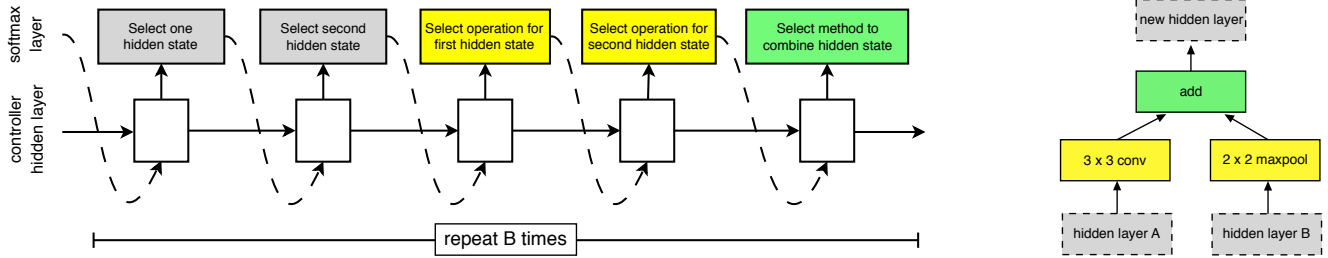 softmax
layer
controller
hidden layer
Select one
hidden state
Select second
hidden state
Select operation for
first hidden state
Select operation for
second hidden state
Select method to
combine hidden state
repeat B times
new hidden layer
add
3 x 3 conv
2 x 2 maxpool
hidden layer A
hidden layer B